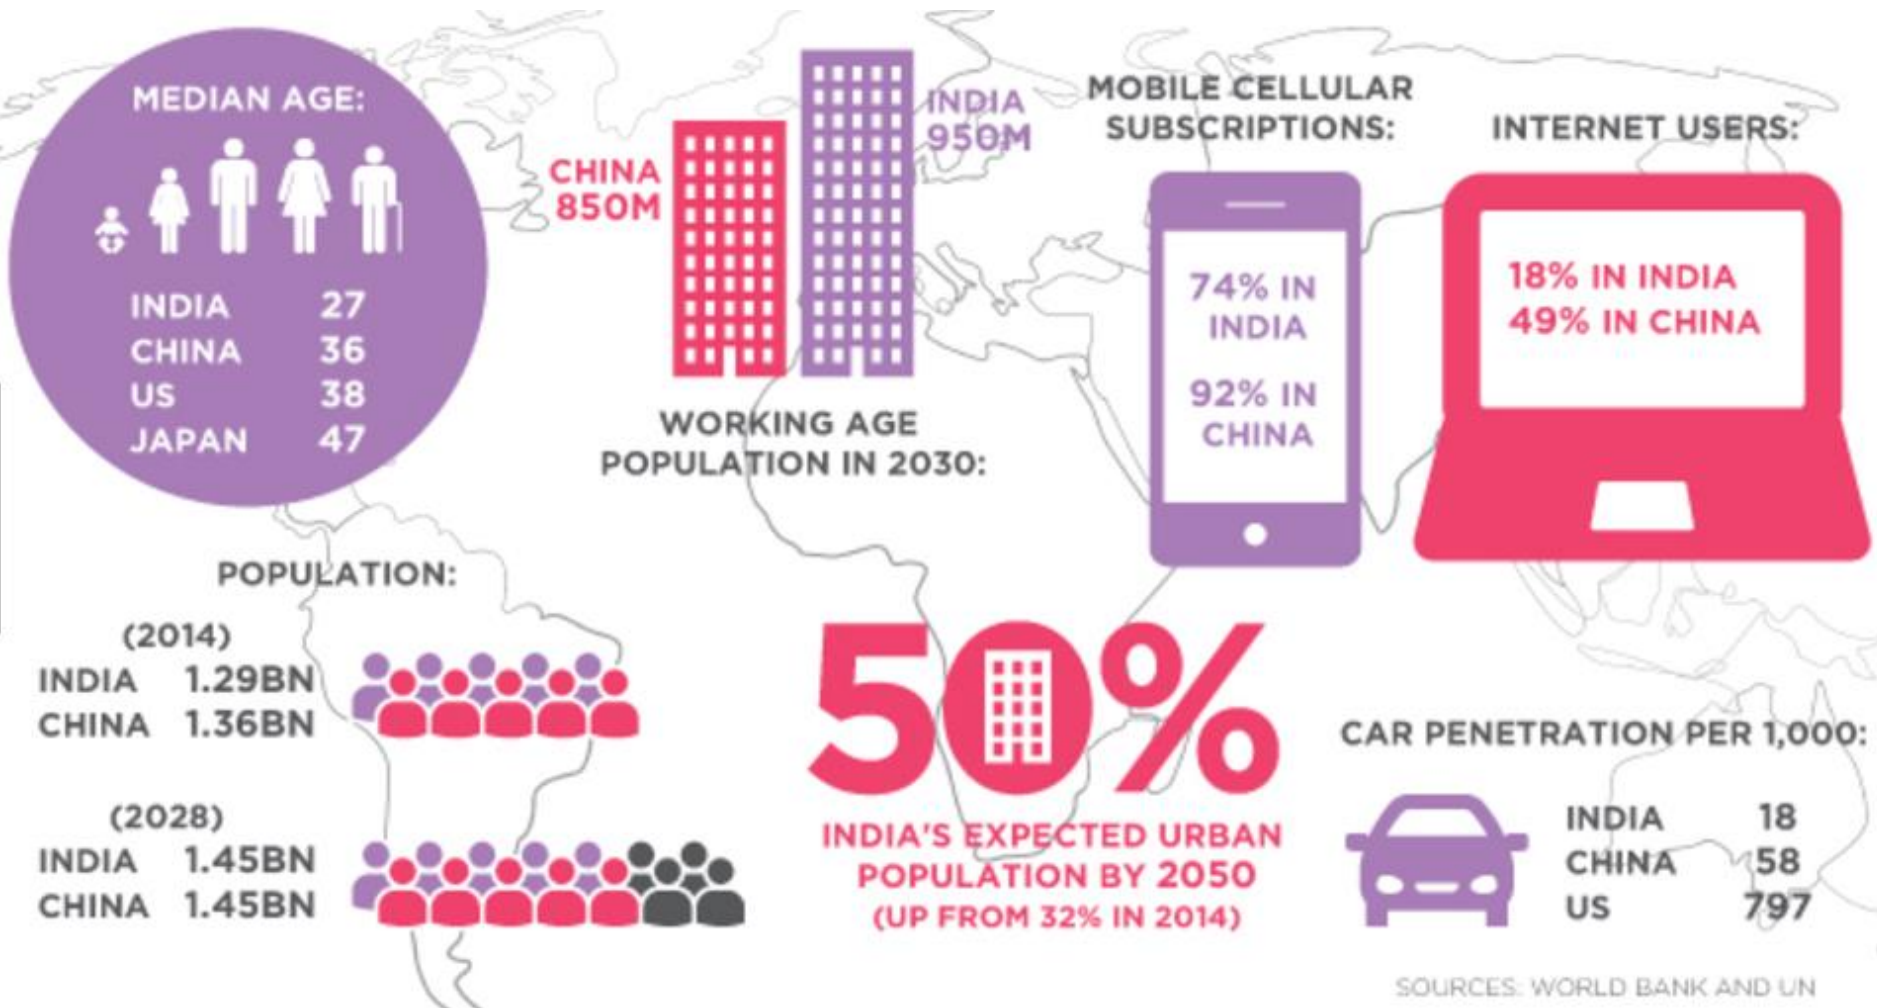 MEDIAN AGE:
INDIA 27
CHINA 36
US 38
JAPAN 47
CHINA
850M
INDIA
950M
WORKING AGE
POPULATION IN 2030:
MOBILE CELLULAR
SUBSCRIPTIONS:
74% IN
INDIA
92% IN
CHINA
INTERNET USERS:
18% IN INDIA
49% IN CHINA
POPULATION:
(2014)
INDIA 1.29BN
CHINA 1.36BN
(2028)
INDIA 1.45BN
CHINA 1.45BN
50%
INDIA'S EXPECTED URBAN
POPULATION BY 2050
(UP FROM 32% IN 2014)
CAR PENETRATION PER 1,000:
INDIA 18
CHINA 58
US 797
SOURCES: WORLD BANK AND UN